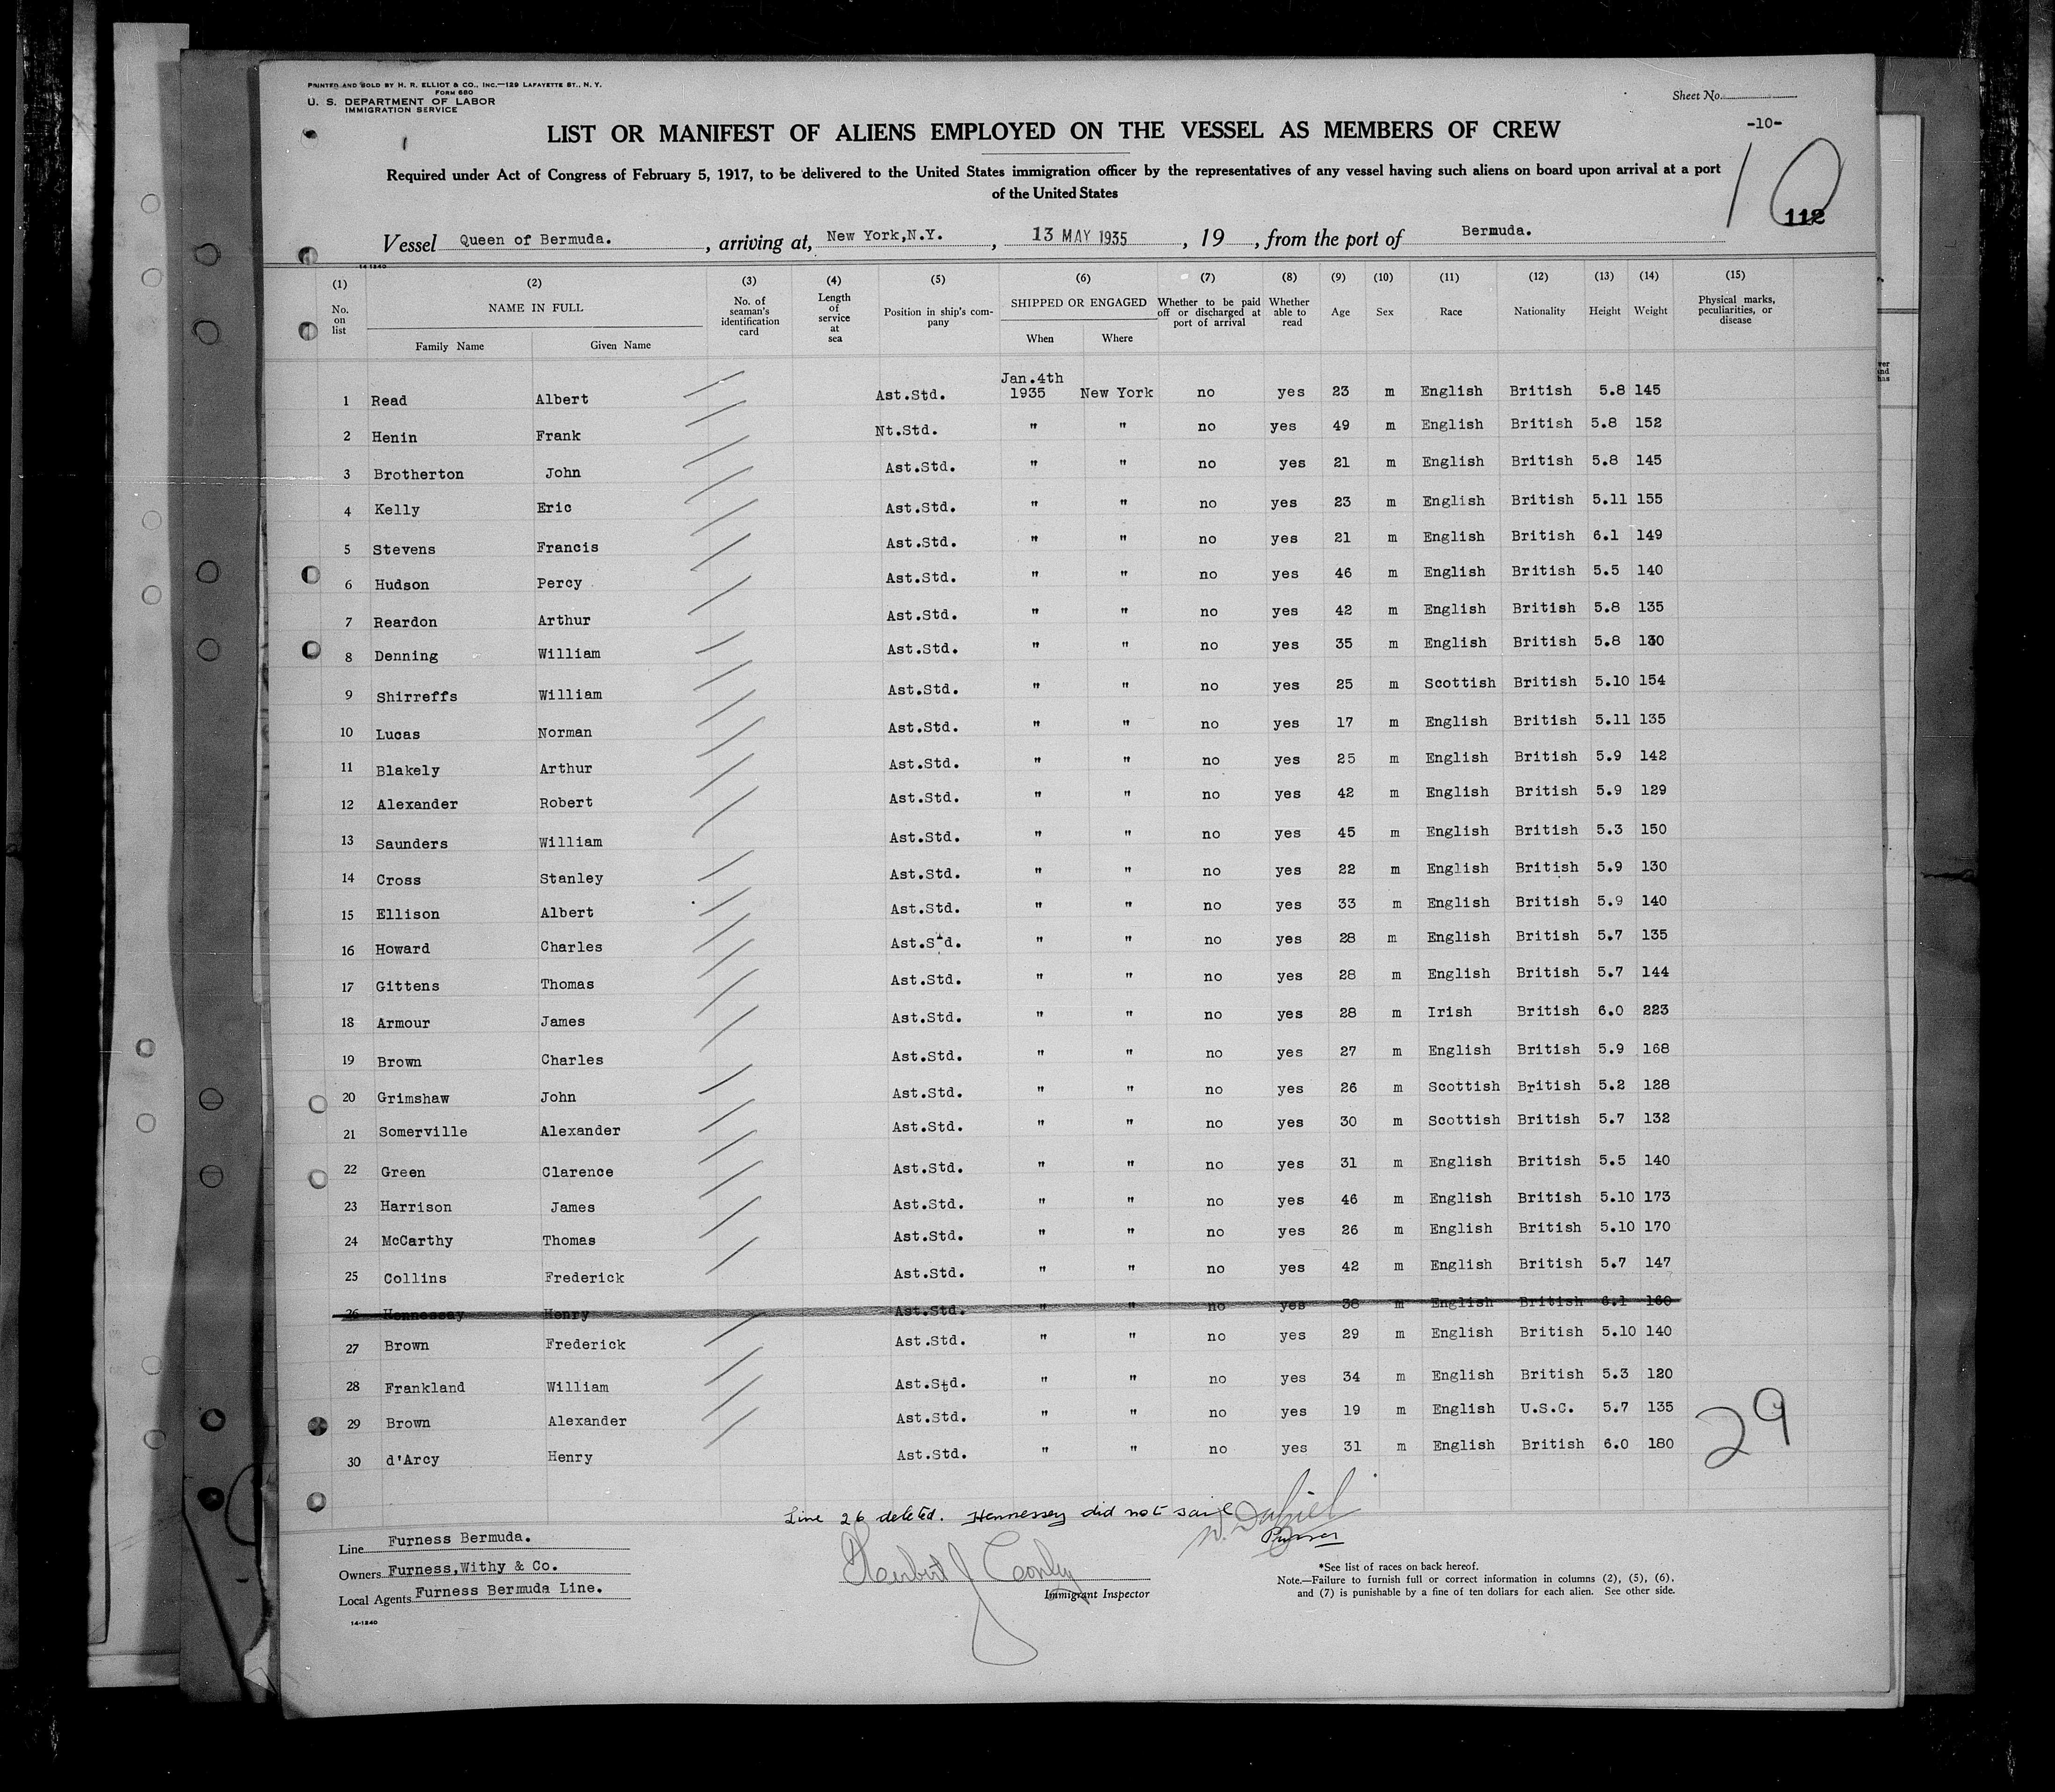 PRINTED AND SOLD BY H. R. ELLIOT & CO., INC.—129 LAFAYETTE ST., N. Y.
FORM 680
U. S. DEPARTMENT OF LABOR
IMMIGRATION SERVICE
Sheet No.
-10-
LIST OR MANIFEST OF ALIENS EMPLOYED ON THE VESSEL AS MEMBERS OF CREW
10
Required under Act of Congress of February 5, 1917, to be delivered to the United States immigration officer by the representatives of any vessel having such aliens on board upon arrival at a port
of the United States
112
Vessel Queen of Bermuda. , arriving at, New York,N.Y. , 13 MAY 1935 , 19 , from the port of Bermuda.
14-1240
(1) (2) (3) (4) (5) (6) (7) (8) (9) (10) (11) (12) (13) (14) (15)
No. on list NAME IN FULL Family Name Given Name No. of seaman's identification card Length of service at sea Position in ship's company SHIPPED OR ENGAGED When Where Whether to be paid off or discharged at port of arrival Whether able to read Age Sex Race Nationality Height Weight Physical marks, peculiarities, or disease
1 Read Albert Ast.Std. Jan.4th 1935 New York no yes 23 m English British 5.8 145
2 Henin Frank Nt.Std. " " no yes 49 m English British 5.8 152
3 Brotherton John Ast.Std. " " no yes 21 m English British 5.8 145
4 Kelly Eric Ast.Std. " " no yes 23 m English British 5.11 155
5 Stevens Francis Ast.Std. " " no yes 21 m English British 6.1 149
6 Hudson Percy Ast.Std. " " no yes 46 m English British 5.5 140
7 Reardon Arthur Ast.Std. " " no yes 42 m English British 5.8 135
8 Denning William Ast.Std. " " no yes 35 m English British 5.8 130
9 Shirreffs William Ast.Std. " " no yes 25 m Scottish British 5.10 154
10 Lucas Norman Ast.Std. " " no yes 17 m English British 5.11 135
11 Blakely Arthur Ast.Std. " " no yes 25 m English British 5.9 142
12 Alexander Robert Ast.Std. " " no yes 42 m English British 5.9 129
13 Saunders William Ast.Std. " " no yes 45 m English British 5.3 150
14 Cross Stanley Ast.Std. " " no yes 22 m English British 5.9 130
15 Ellison Albert Ast.Std. " " no yes 33 m English British 5.9 140
16 Howard Charles Ast.Std. " " no yes 28 m English British 5.7 135
17 Gittens Thomas Ast.Std. " " no yes 28 m English British 5.7 144
18 Armour James Ast.Std. " " no yes 28 m Irish British 6.0 223
19 Brown Charles Ast.Std. " " no yes 27 m English British 5.9 168
20 Grimshaw John Ast.Std. " " no yes 26 m Scottish British 5.2 128
21 Somerville Alexander Ast.Std. " " no yes 30 m Scottish British 5.7 132
22 Green Clarence Ast.Std. " " no yes 31 m English British 5.5 140
23 Harrison James Ast.Std. " " no yes 46 m English British 5.10 173
24 McCarthy Thomas Ast.Std. " " no yes 26 m English British 5.10 170
25 Collins Frederick Ast.Std. " " no yes 42 m English British 5.7 147
26 Hennessay Henry Ast.Std. " " no yes 38 m English British 6.1 160
27 Brown Frederick Ast.Std. " " no yes 29 m English British 5.10 140
28 Frankland William Ast.Std. " " no yes 34 m English British 5.3 120
29 Brown Alexander Ast.Std. " " no yes 19 m English U.S.C. 5.7 135
30 d'Arcy Henry Ast.Std. " " no yes 31 m English British 6.0 180
29
Line 26 deleted. Hennessey did not sail
Purser
Line Furness Bermuda.
Owners Furness,Withy & Co.
Local Agents Furness Bermuda Line.
14-1240
Immigrant Inspector
*See list of races on back hereof.
Note.—Failure to furnish full or correct information in columns (2), (5), (6),
and (7) is punishable by a fine of ten dollars for each alien. See other side.